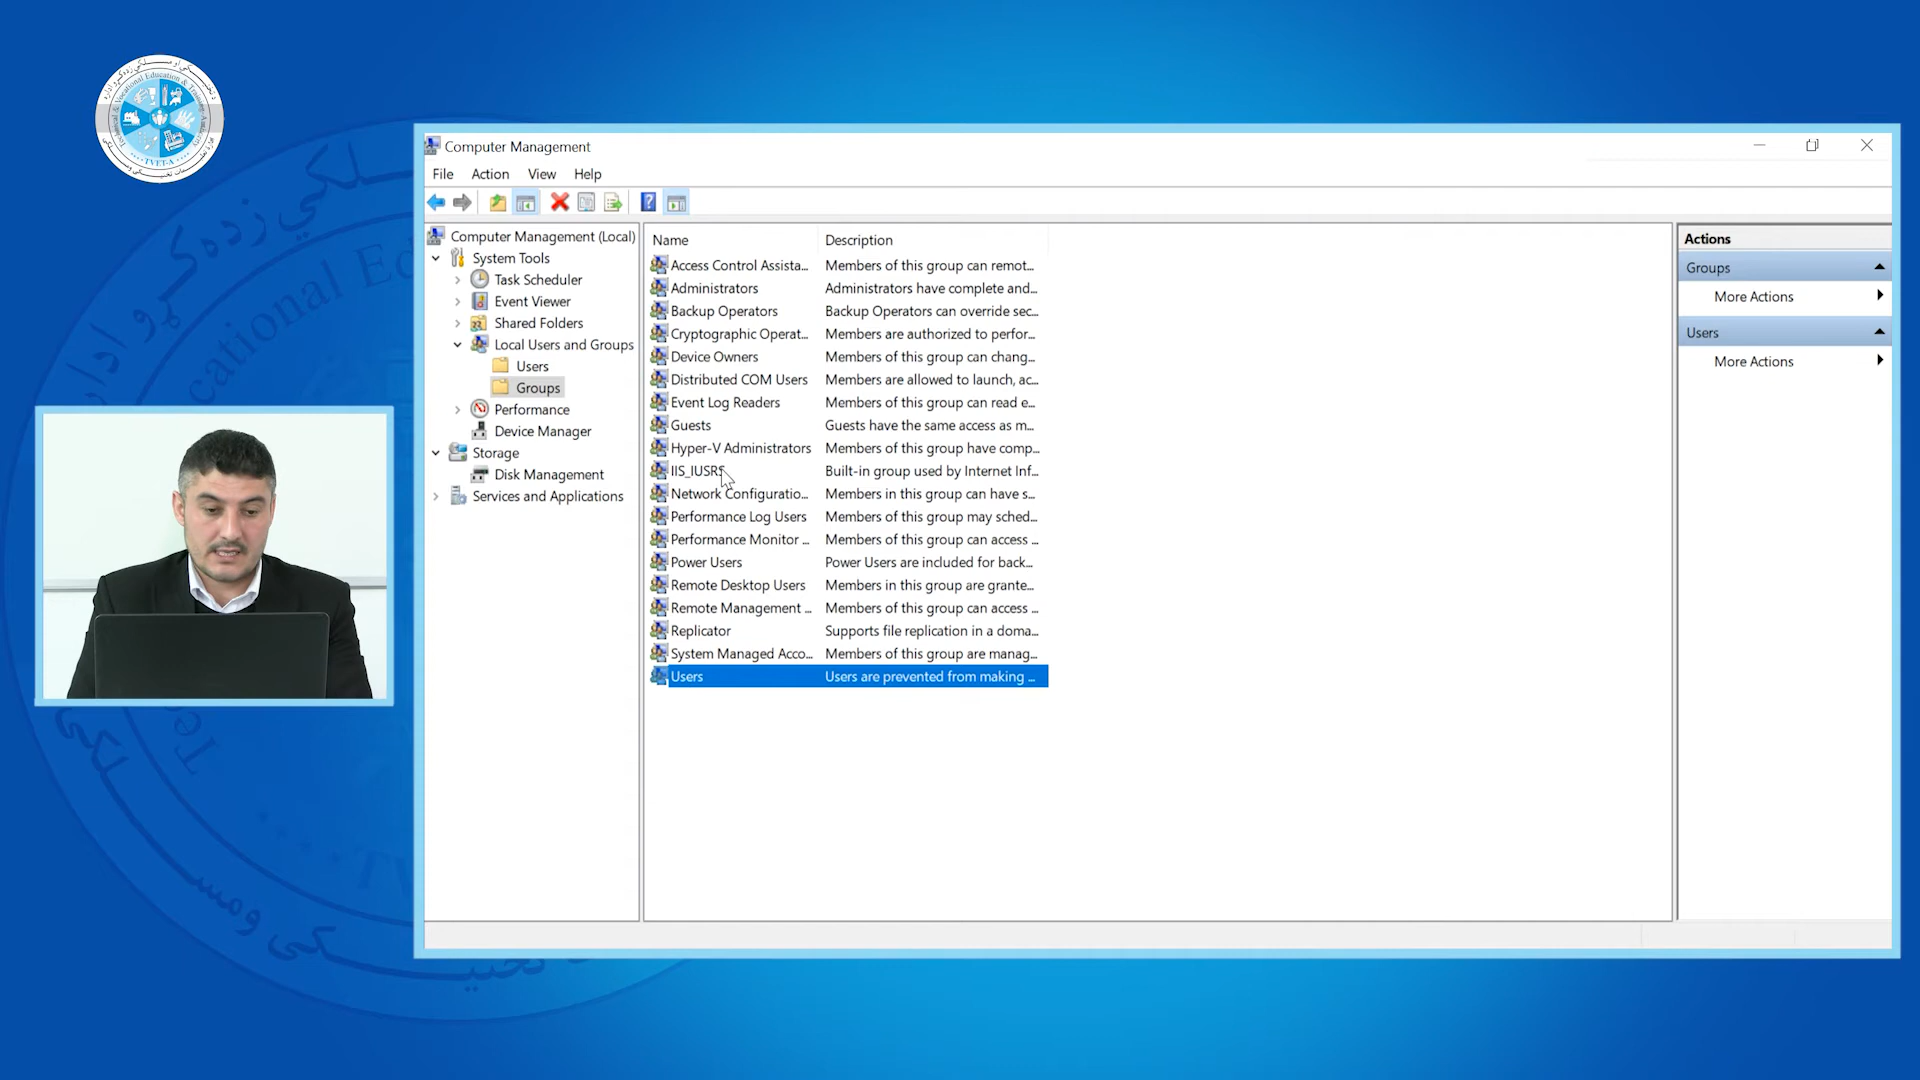 Technical & Vocational Education & Training Authority
TVET-A
Computer Management
File Action View Help
Computer Management (Local)
System Tools
Task Scheduler
Event Viewer
Shared Folders
Local Users and Groups
Users
Groups
Performance
Device Manager
Storage
Disk Management
Services and Applications
Name Description
Access Control Assista... Members of this group can remot...
Administrators Administrators have complete and...
Backup Operators Backup Operators can override sec...
Cryptographic Operat... Members are authorized to perfor...
Device Owners Members of this group can chang...
Distributed COM Users Members are allowed to launch, ac...
Event Log Readers Members of this group can read e...
Guests Guests have the same access as m...
Hyper-V Administrators Members of this group have comp...
IIS_IUSRS Built-in group used by Internet Inf...
Network Configuratio... Members in this group can have s...
Performance Log Users Members of this group may sched...
Performance Monitor ... Members of this group can access ...
Power Users Power Users are included for back...
Remote Desktop Users Members in this group are grante...
Remote Management ... Members of this group can access ...
Replicator Supports file replication in a doma...
System Managed Acco... Members of this group are manag...
Users Users are prevented from making ...
Actions
Groups
More Actions
Users
More Actions